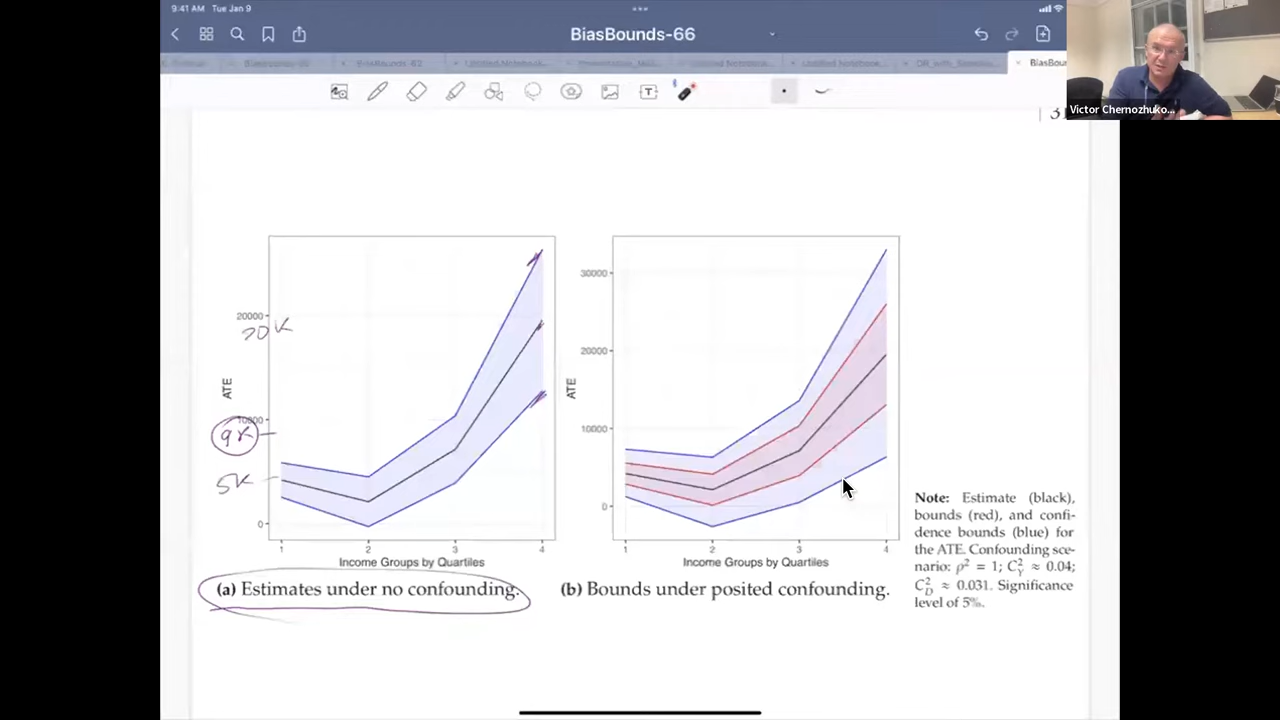 9:41 AM Tue Jan 9
BiasBounds-66
BiasBou
Victor Chernozhuko...
T
20000
20K
10000
9K
5K
0
ATE
1 2 3 4
Income Groups by Quartiles
(a) Estimates under no confounding.
30000
20000
10000
0
ATE
1 2 3 4
Income Groups by Quartiles
(b) Bounds under posited confounding.
Note: Estimate (black),
bounds (red), and confi-
dence bounds (blue) for
the ATE. Confounding sce-
nario: ρ² = 1; C²_Y ≈ 0.04;
C²_D ≈ 0.031. Significance
level of 5%.